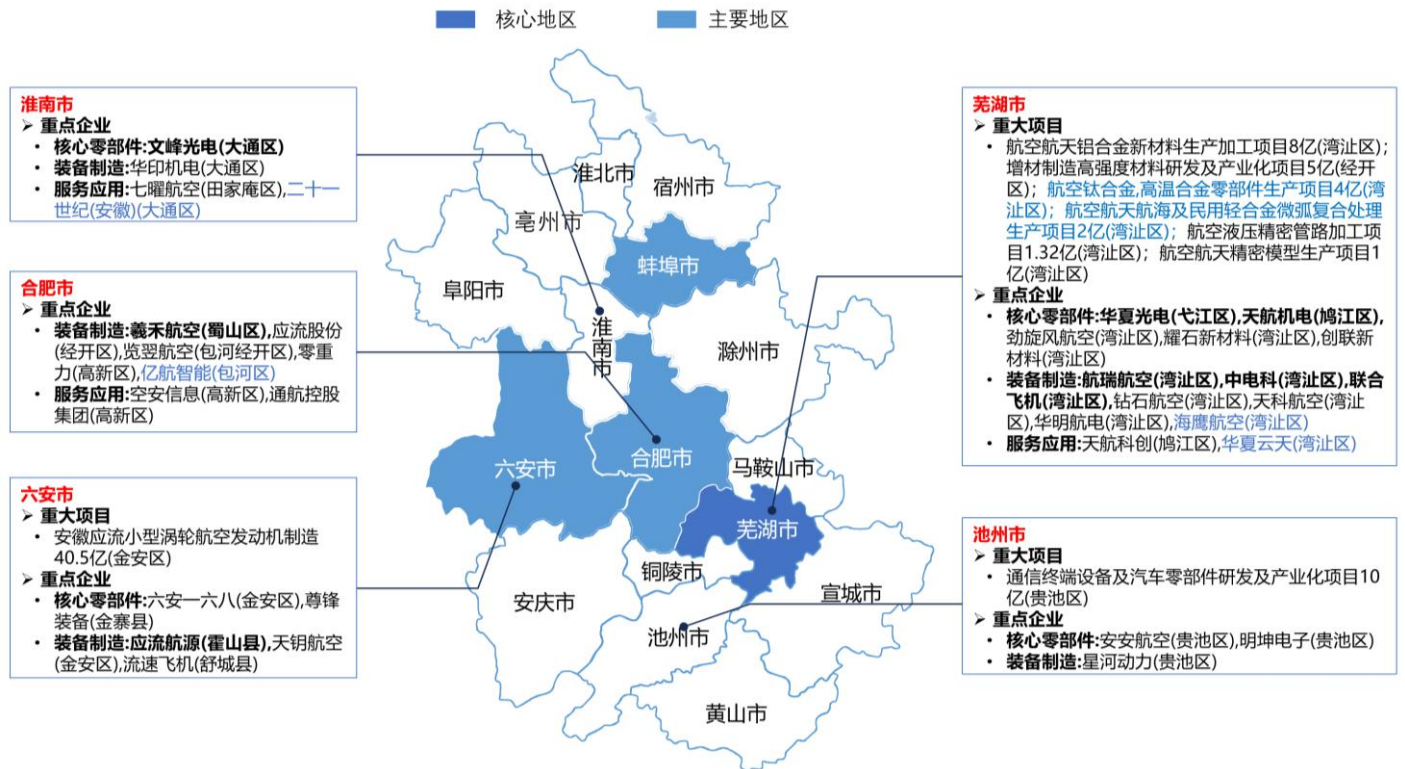 核心地区
主要地区
淮南市
➢ 重点企业
• 核心零部件:文峰光电(大通区)
• 装备制造:华印机电(大通区)
• 服务应用:七曜航空(田家庵区),二十一
世纪(安徽)(大通区)
合肥市
➢ 重点企业
• 装备制造:羲禾航空(蜀山区),应流股份
(经开区),览翌航空(包河经开区),零重
力(高新区),亿航智能(包河区)
• 服务应用:空安信息(高新区),通航控股
集团(高新区)
六安市
➢ 重大项目
• 安徽应流小型涡轮航空发动机制造
40.5亿(金安区)
➢ 重点企业
• 核心零部件:六安一六八(金安区),尊锋
装备(金寨县)
• 装备制造:应流航源(霍山县),天钥航空
(金安区),流速飞机(舒城县)
淮北市
宿州市
亳州市
蚌埠市
阜阳市
淮南市
滁州市
六安市
合肥市
马鞍山市
芜湖市
铜陵市
宣城市
安庆市
池州市
黄山市
芜湖市
➢ 重大项目
• 航空航天铝合金新材料生产加工项目8亿(湾沚区);
增材制造高强度材料研发及产业化项目5亿(经开
区);航空钛合金,高温合金零部件生产项目4亿(湾
沚区);航空航天航海及民用轻合金微弧复合处理
生产项目2亿(湾沚区);航空液压精密管路加工项
目1.32亿(湾沚区);航空航天精密模型生产项目1
亿(湾沚区)
➢ 重点企业
• 核心零部件:华夏光电(弋江区),天航机电(鸠江区),
劲旋风航空(湾沚区),耀石新材料(湾沚区),创联新
材料(湾沚区)
• 装备制造:航瑞航空(湾沚区),中电科(湾沚区),联合
飞机(湾沚区),钻石航空(湾沚区),天科航空(湾沚
区),华明航电(湾沚区),海鹰航空(湾沚区)
• 服务应用:天航科创(鸠江区),华夏云天(湾沚区)
池州市
➢ 重大项目
• 通信终端设备及汽车零部件研发及产业化项目10
亿(贵池区)
➢ 重点企业
• 核心零部件:安安航空(贵池区),明坤电子(贵池区)
• 装备制造:星河动力(贵池区)